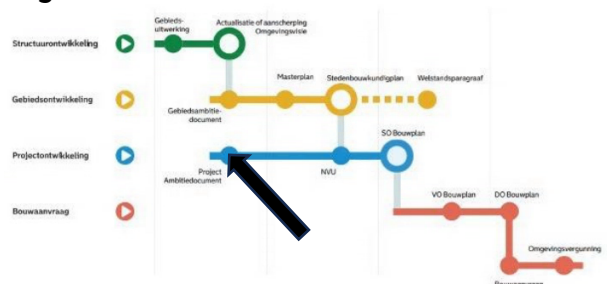 Gebieds-
uitwerking
Actualisatie of aanscherping
Omgevingsvisie
Structuurontwikkeling
Masterplan
Stedenbouwkundigplan
Welstandsparagraaf
Gebiedsontwikkeling
Gebiedsambitie-
document
SO Bouwplan
Projectontwikkeling
Project
Ambitiedocument
NVU
VO Bouwplan
DO Bouwplan
Bouwaanvraag
Omgevingsvergunning